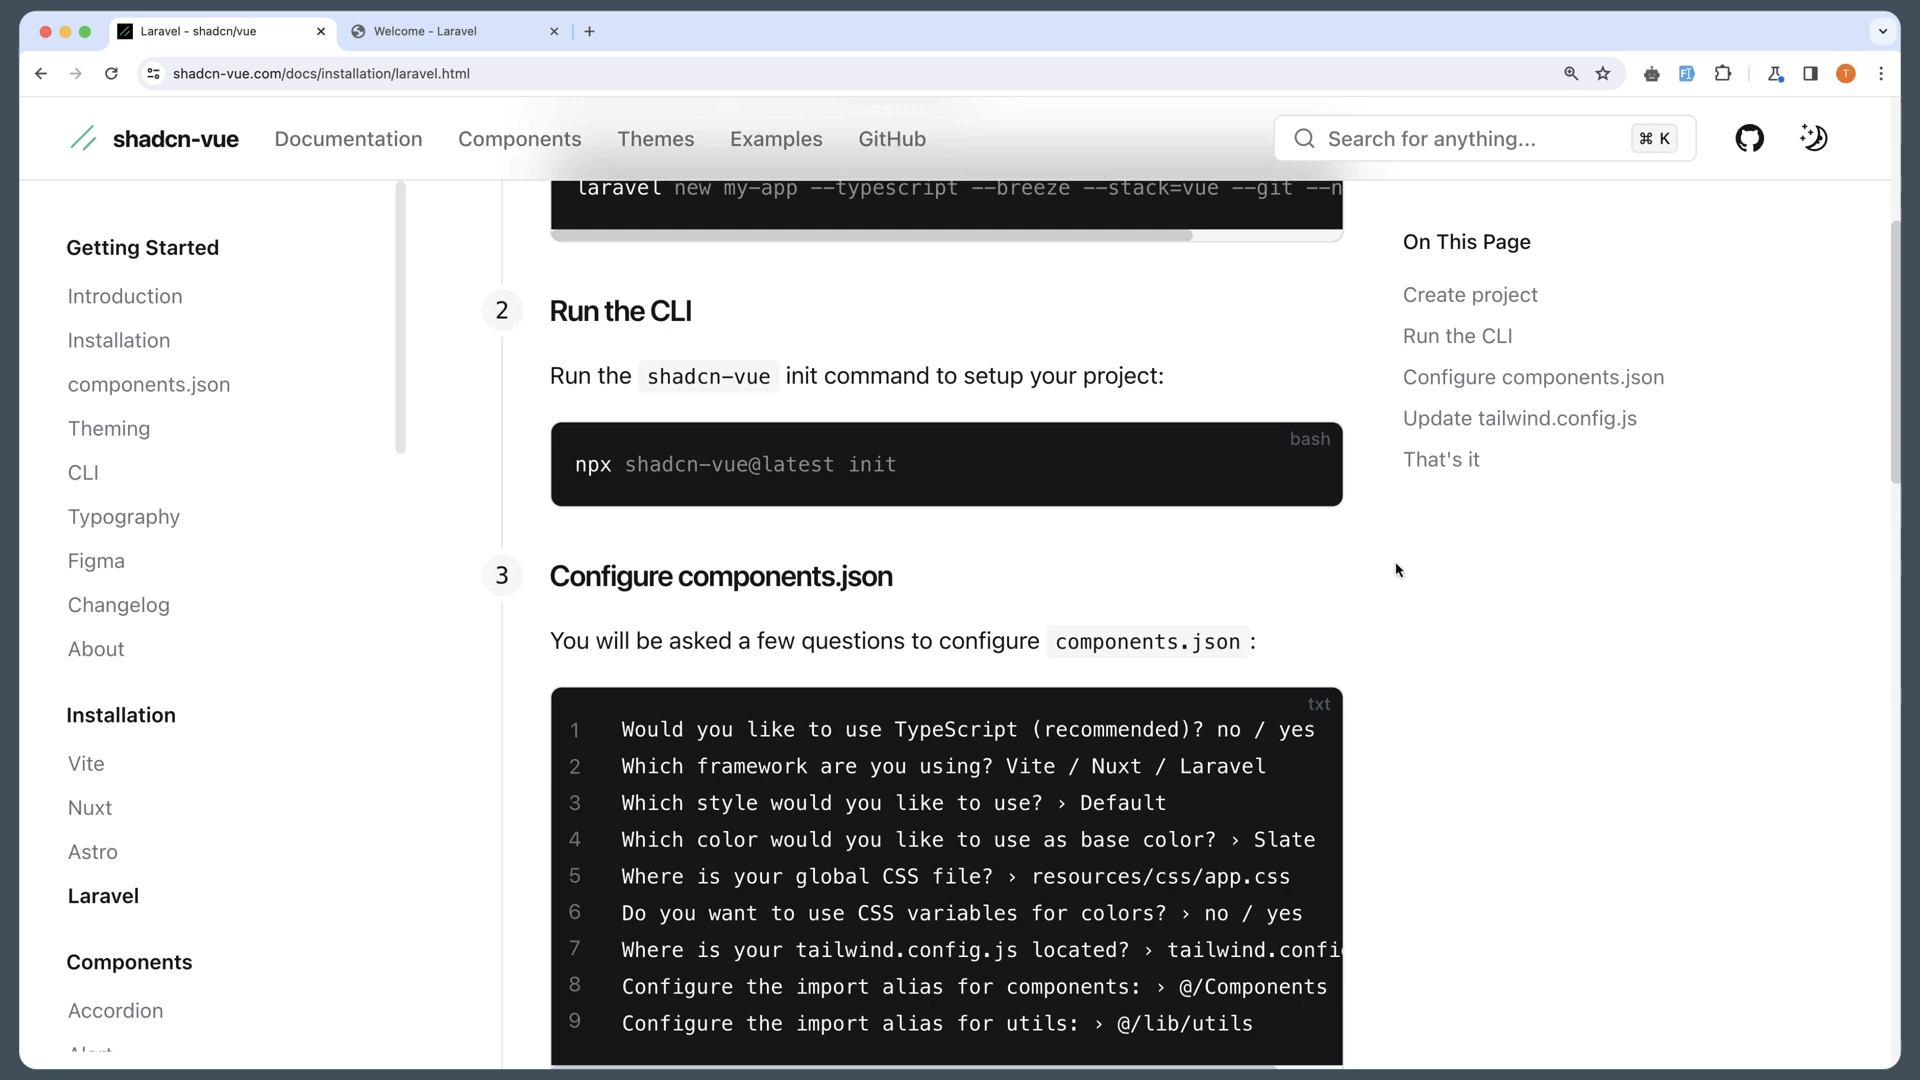 Laravel - shadcn/vue
Welcome - Laravel
shadcn-vue.com/docs/installation/laravel.html
T
shadcn-vue
Documentation
Components
Themes
Examples
GitHub
Search for anything...
⌘ K
Getting Started
Introduction
Installation
components.json
Theming
CLI
Typography
Figma
Changelog
About
Installation
Vite
Nuxt
Astro
Laravel
Components
Accordion
laravel new my-app --typescript --breeze --stack=vue --git --n
2
Run the CLI
Run the shadcn-vue init command to setup your project:
bash
npx shadcn-vue@latest init
3
Configure components.json
You will be asked a few questions to configure components.json :
txt
1 Would you like to use TypeScript (recommended)? no / yes
2 Which framework are you using? Vite / Nuxt / Laravel
3 Which style would you like to use? › Default
4 Which color would you like to use as base color? › Slate
5 Where is your global CSS file? › resources/css/app.css
6 Do you want to use CSS variables for colors? › no / yes
7 Where is your tailwind.config.js located? › tailwind.config
8 Configure the import alias for components: › @/Components
9 Configure the import alias for utils: › @/lib/utils
On This Page
Create project
Run the CLI
Configure components.json
Update tailwind.config.js
That's it